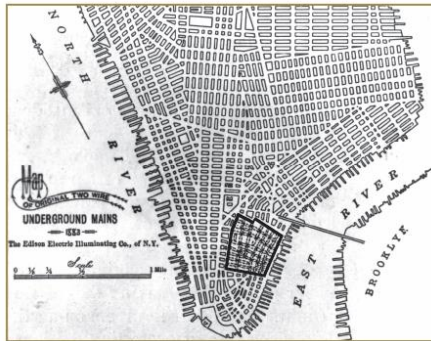 NORTH RIVER
Map
OF ORIGINAL TWO WIRE
UNDERGROUND MAINS
1883
The Edison Electric Illuminating Co., of N.Y.
Scale
1 Mile
EAST RIVER
BROOKLYN